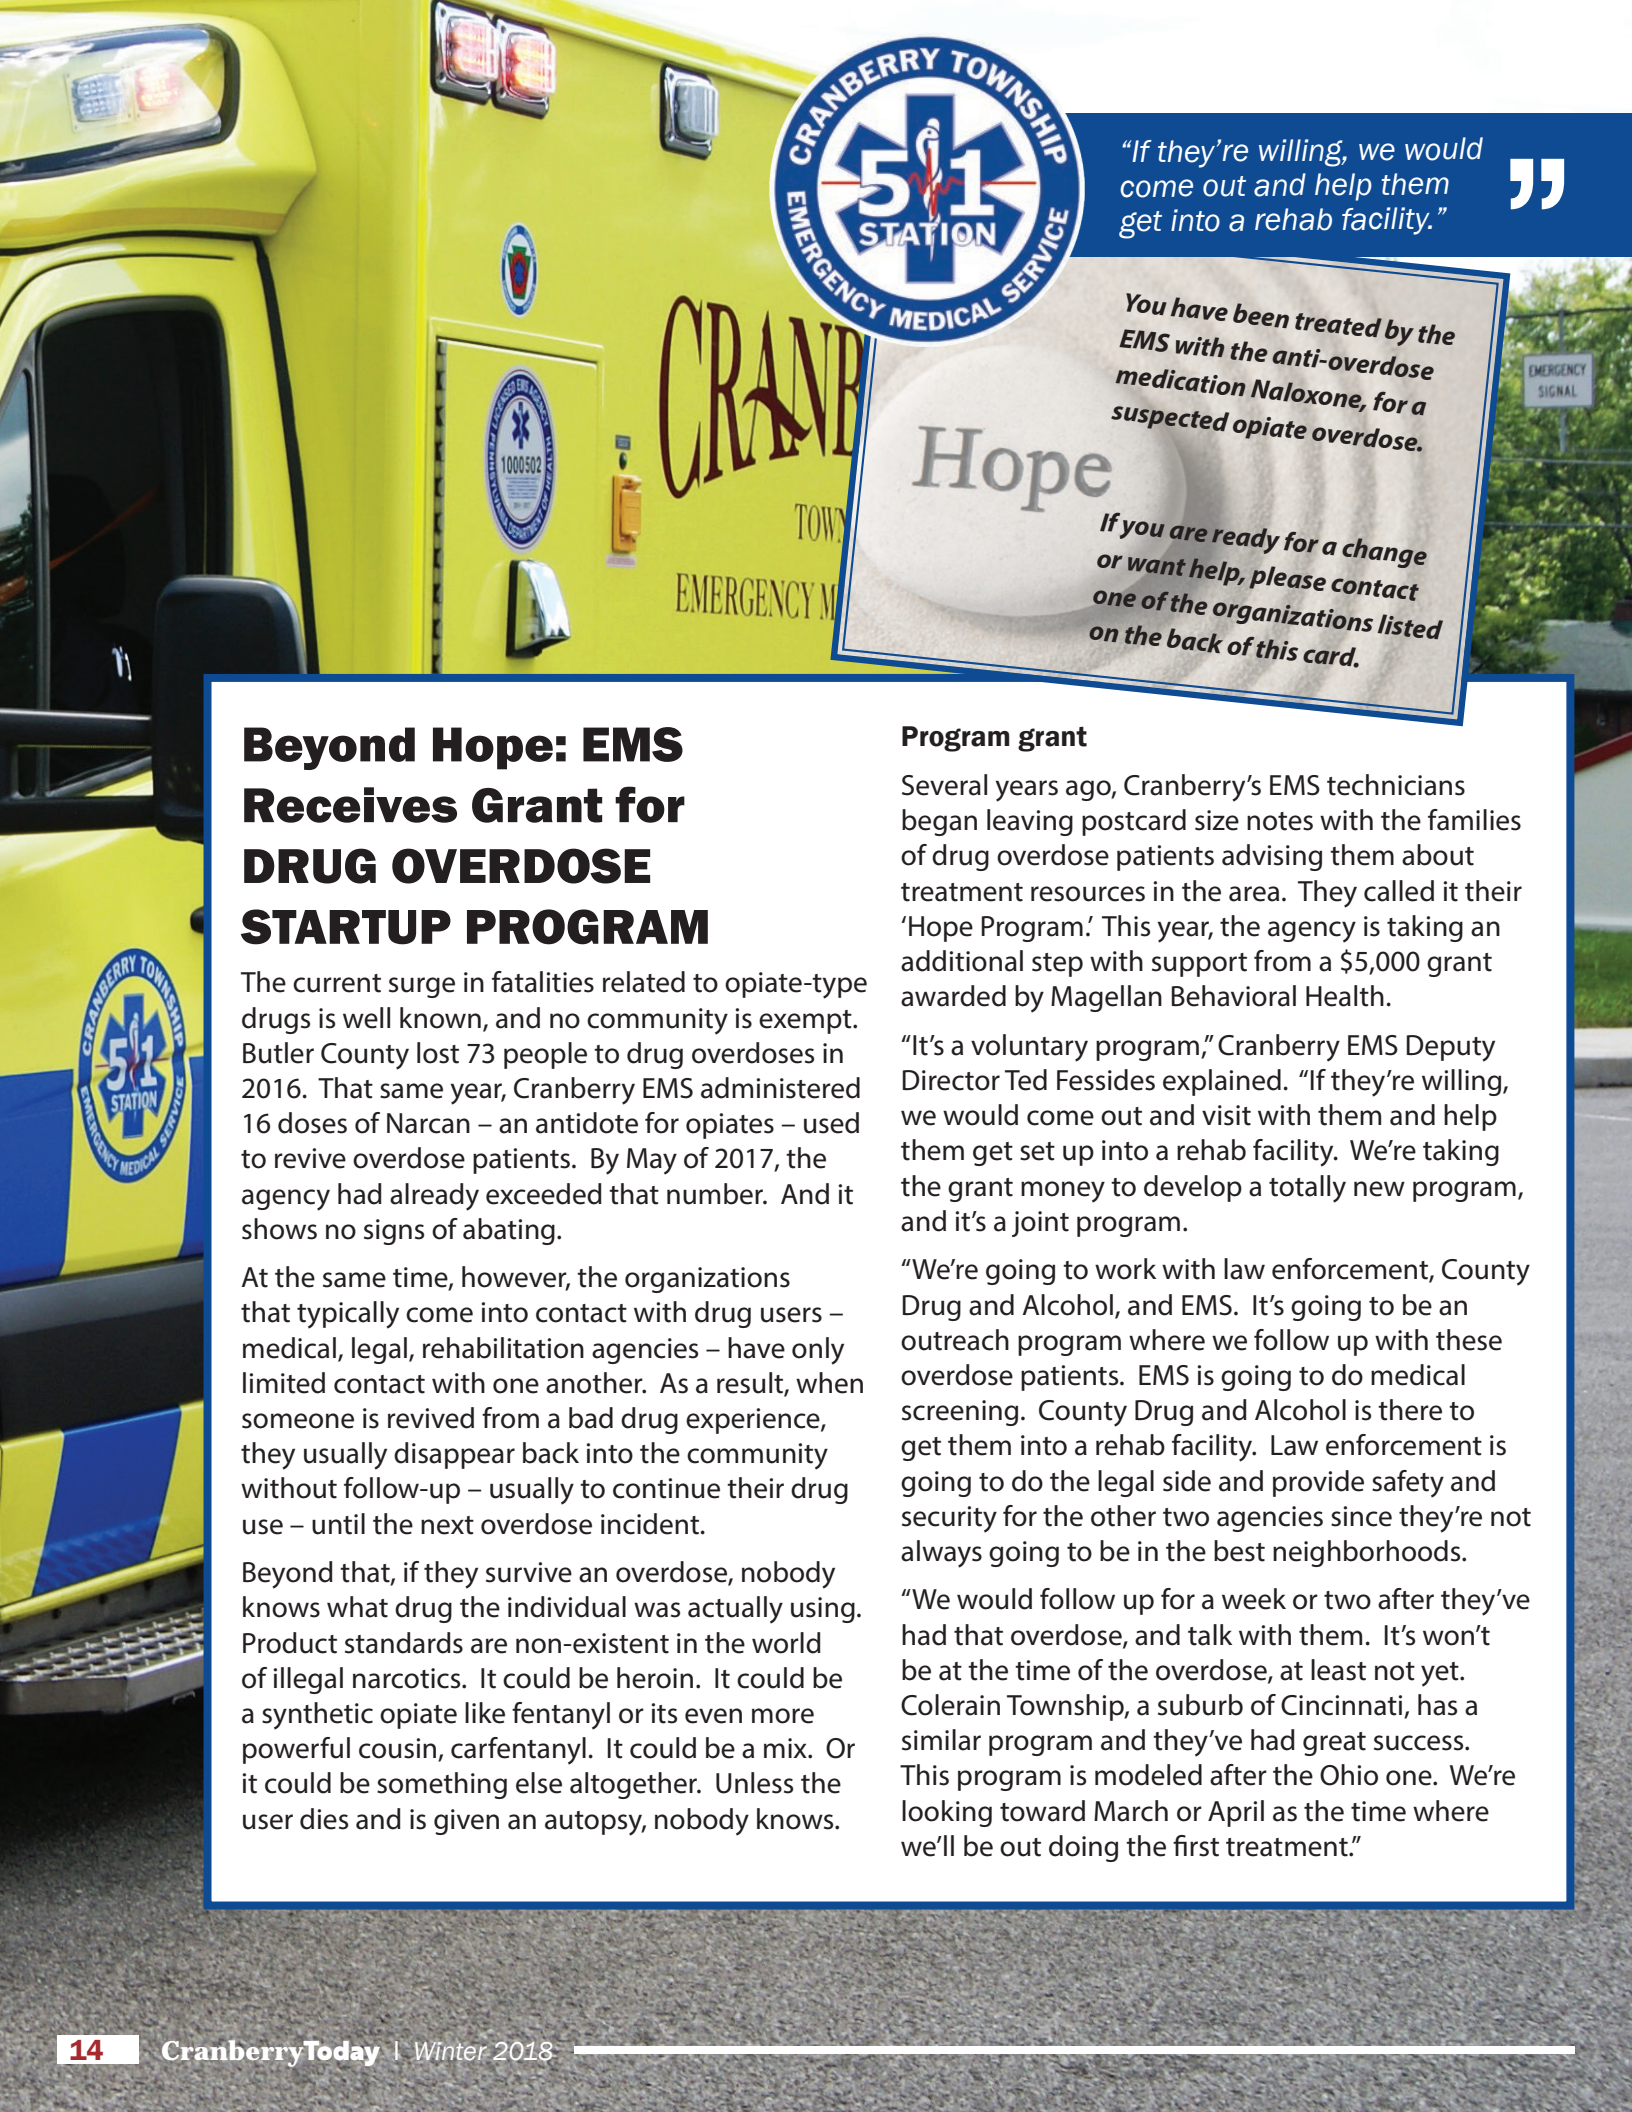 CRANBERRY TOWNSHIP
51
STATION
EMERGENCY MEDICAL SERVICE
“If they’re willing, we would
come out and help them
get into a rehab facility.”
”
You have been treated by the
EMS with the anti-overdose
medication Naloxone, for a
suspected opiate overdose.
Hope
If you are ready for a change
or want help, please contact
one of the organizations listed
on the back of this card.
EMERGENCY
SIGNAL
1000502
CRANB
TOWN
EMERGENCY M
Beyond Hope: EMS
Receives Grant for
DRUG OVERDOSE
STARTUP PROGRAM
The current surge in fatalities related to opiate-type
drugs is well known, and no community is exempt.
Butler County lost 73 people to drug overdoses in
2016.  That same year, Cranberry EMS administered
16 doses of Narcan – an antidote for opiates – used
to revive overdose patients.  By May of 2017, the
agency had already exceeded that number.  And it
shows no signs of abating.
At the same time, however, the organizations
that typically come into contact with drug users –
medical, legal, rehabilitation agencies – have only
limited contact with one another.  As a result, when
someone is revived from a bad drug experience,
they usually disappear back into the community
without follow-up – usually to continue their drug
use – until the next overdose incident.
Beyond that, if they survive an overdose, nobody
knows what drug the individual was actually using.
Product standards are non-existent in the world
of illegal narcotics.  It could be heroin.  It could be
a synthetic opiate like fentanyl or its even more
powerful cousin, carfentanyl.  It could be a mix.  Or
it could be something else altogether.  Unless the
user dies and is given an autopsy, nobody knows.
Program grant
Several years ago, Cranberry’s EMS technicians
began leaving postcard size notes with the families
of drug overdose patients advising them about
treatment resources in the area.  They called it their
‘Hope Program.’ This year, the agency is taking an
additional step with support from a $5,000 grant
awarded by Magellan Behavioral Health.
“It’s a voluntary program,” Cranberry EMS Deputy
Director Ted Fessides explained.  “If they’re willing,
we would come out and visit with them and help
them get set up into a rehab facility.  We’re taking
the grant money to develop a totally new program,
and it’s a joint program.
“We’re going to work with law enforcement, County
Drug and Alcohol, and EMS.  It’s going to be an
outreach program where we follow up with these
overdose patients.  EMS is going to do medical
screening.  County Drug and Alcohol is there to
get them into a rehab facility.  Law enforcement is
going to do the legal side and provide safety and
security for the other two agencies since they’re not
always going to be in the best neighborhoods.
“We would follow up for a week or two after they’ve
had that overdose, and talk with them.  It’s won’t
be at the time of the overdose, at least not yet.
Colerain Township, a suburb of Cincinnati, has a
similar program and they’ve had great success.
This program is modeled after the Ohio one.  We’re
looking toward March or April as the time where
we’ll be out doing the first treatment.”
CRANBERRY TOWNSHIP
51
STATION
EMERGENCY MEDICAL SERVICE
14 CranberryToday | Winter 2018